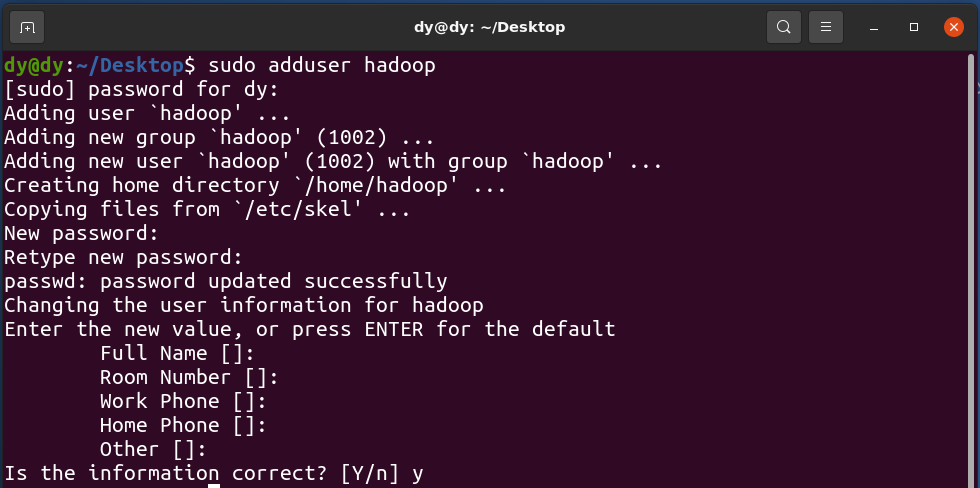 dy@dy: ~/Desktop
dy@dy:~/Desktop$ sudo adduser hadoop
[sudo] password for dy:
Adding user `hadoop' ...
Adding new group `hadoop' (1002) ...
Adding new user `hadoop' (1002) with group `hadoop' ...
Creating home directory `/home/hadoop' ...
Copying files from `/etc/skel' ...
New password:
Retype new password:
passwd: password updated successfully
Changing the user information for hadoop
Enter the new value, or press ENTER for the default
        Full Name []:
        Room Number []:
        Work Phone []:
        Home Phone []:
        Other []:
Is the information correct? [Y/n] y